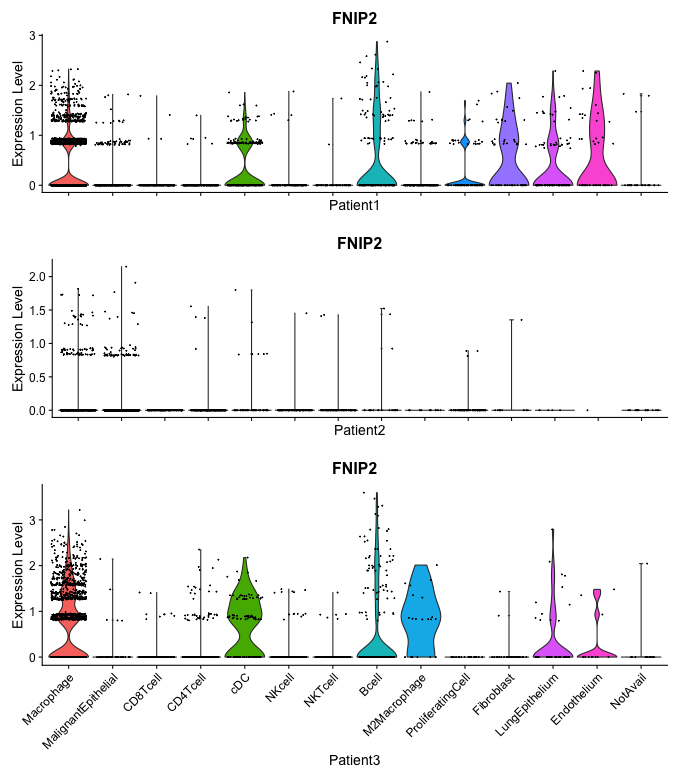 FNIP2
Expression Level
3
2
1
0
Patient1
FNIP2
Expression Level
2.0
1.5
1.0
0.5
0.0
Patient2
FNIP2
Expression Level
3
2
1
0
Macrophage
MalignantEpithelial
CD8Tcell
CD4Tcell
cDC
NKcell
NKTcell
Bcell
M2Macrophage
ProliferatingCell
Fibroblast
LungEpithelium
Endothelium
NotAvail
Patient3